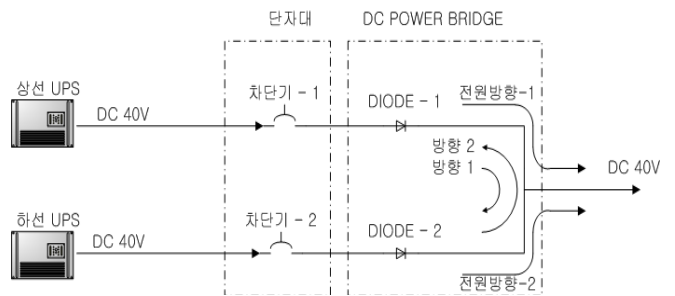 단자대
DC POWER BRIDGE
상선 UPS
DC 40V
차단기 - 1
DIODE - 1
전원방향-1
방향 2
방향 1
DC 40V
하선 UPS
DC 40V
차단기 - 2
DIODE - 2
전원방향-2